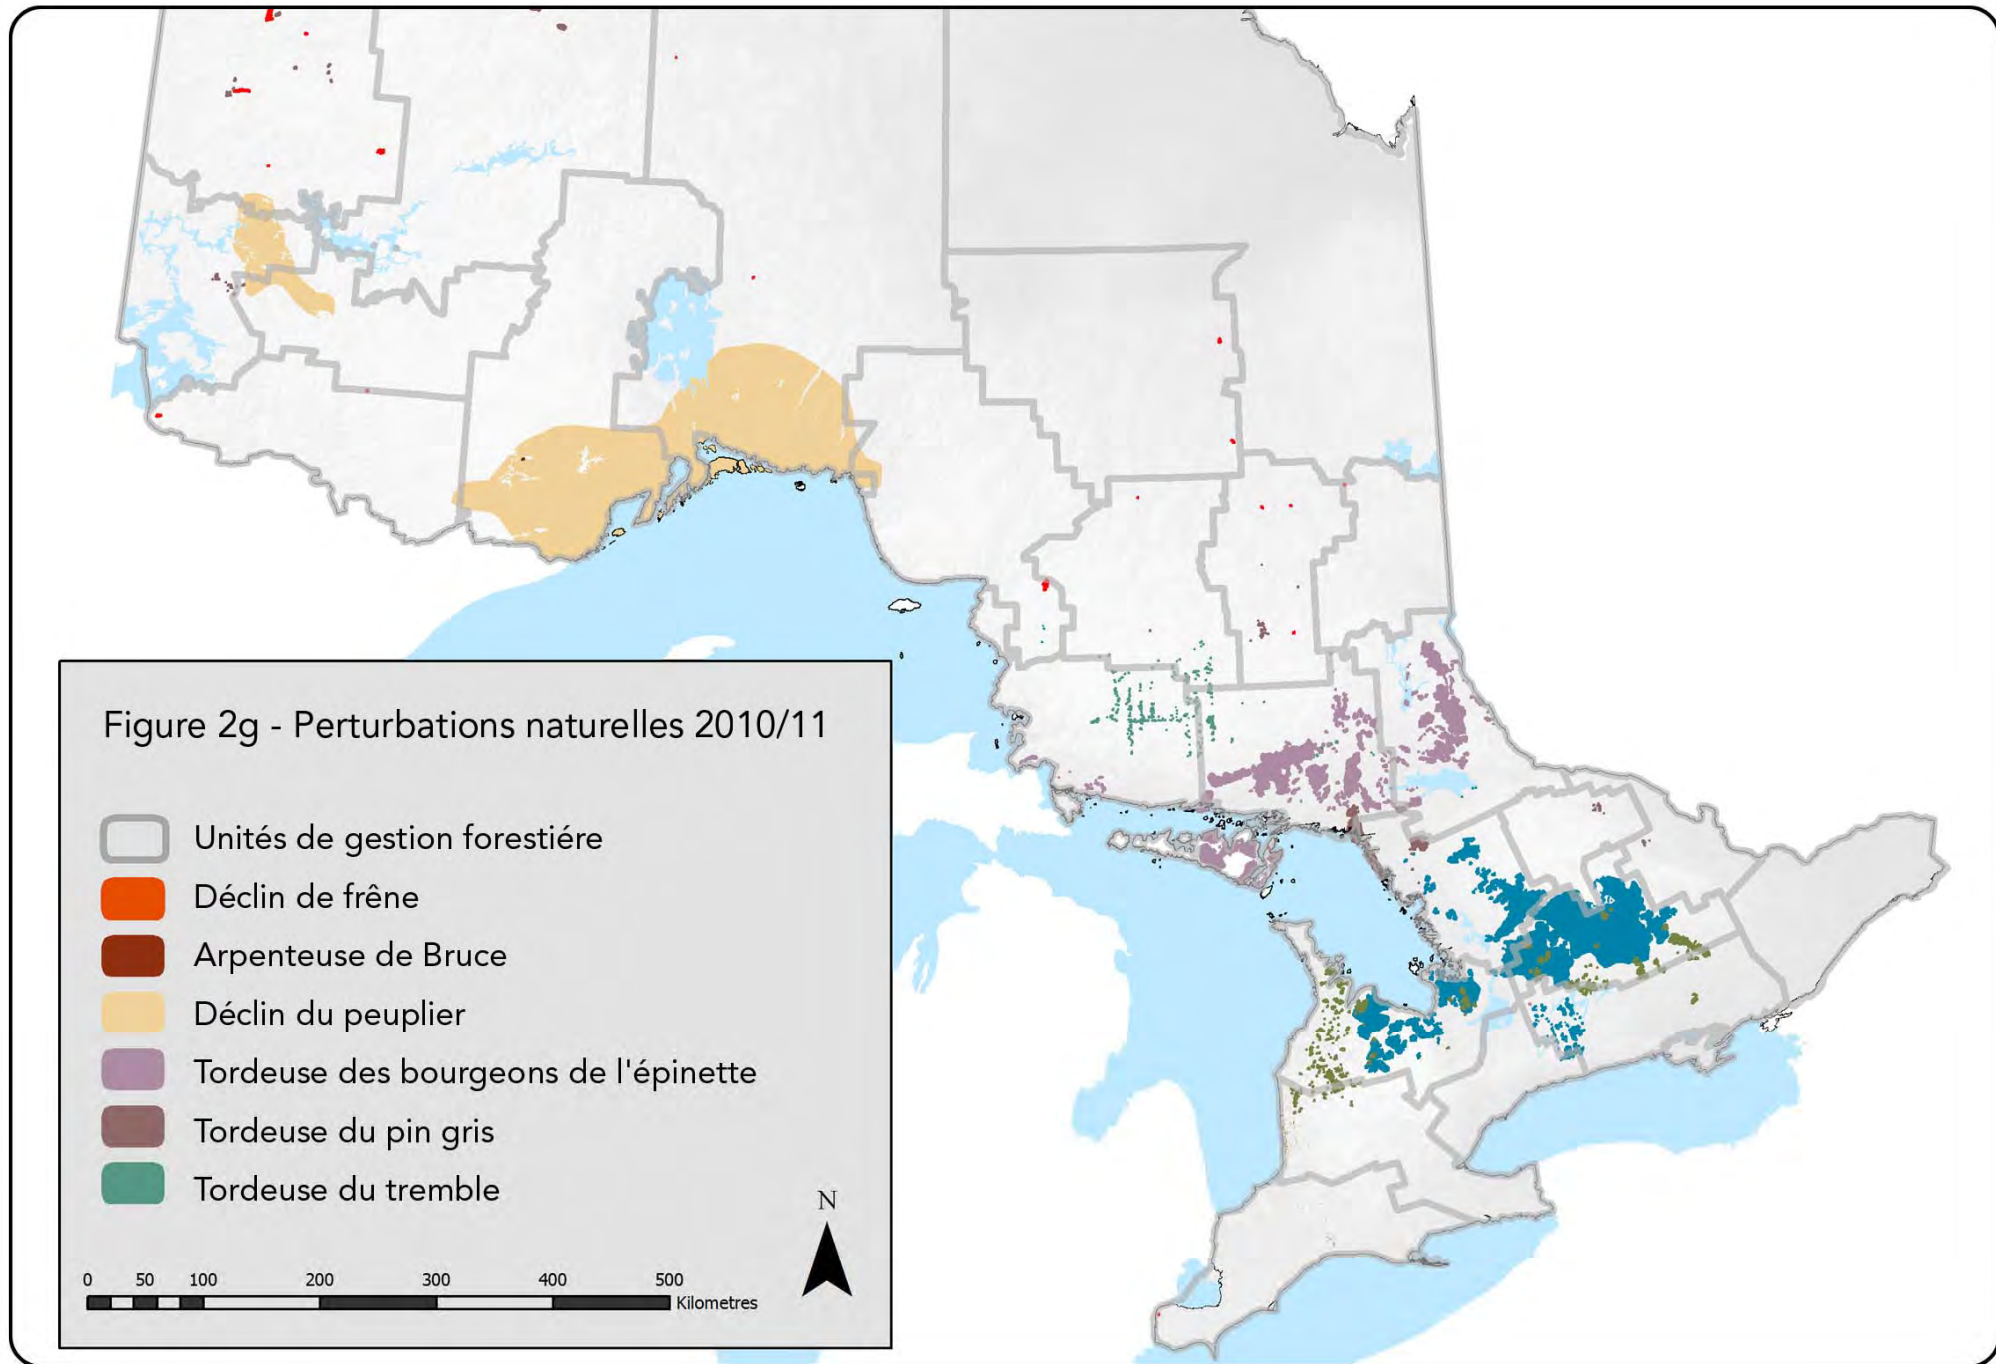 Figure 2g - Perturbations naturelles 2010/11
Unités de gestion forestiére
Déclin de frêne
Arpenteuse de Bruce
Déclin du peuplier
Tordeuse des bourgeons de l'épinette
Tordeuse du pin gris
Tordeuse du tremble
N
0 50 100 200 300 400 500
Kilometres